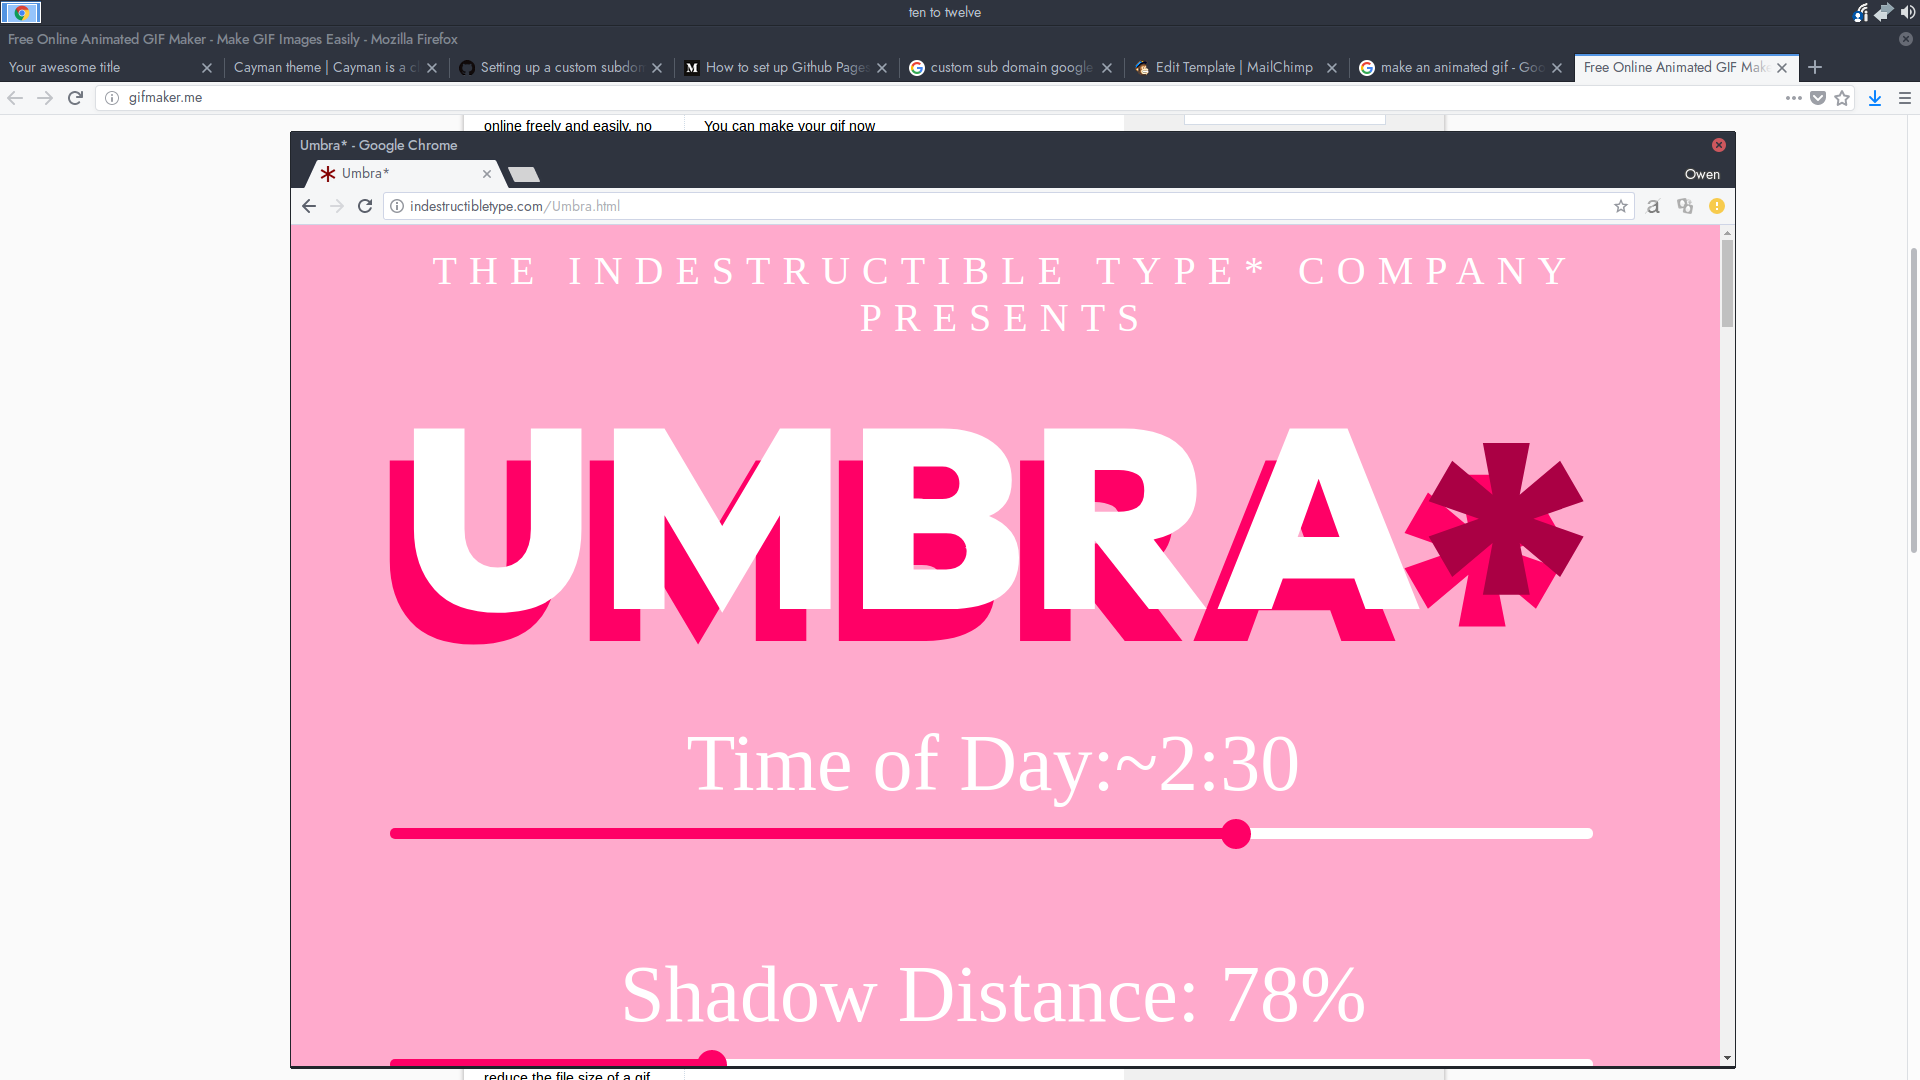 ten to twelve
Free Online Animated GIF Maker - Make GIF Images Easily - Mozilla Firefox
Your awesome title
Cayman theme | Cayman is a c
Setting up a custom subdo
How to set up Github Page
custom sub domain google
Edit Template | MailChimp
make an animated gif - Goo
Free Online Animated GIF Make
gifmaker.me
online freely and easily, no
You can make your gif now
Umbra* - Google Chrome
Umbra*
Owen
indestructibletype.com/Umbra.html
THE INDESTRUCTIBLE TYPE* COMPANY
PRESENTS
UMBRA*
Time of Day:~2:30
Shadow Distance: 78%
reduce the file size of a gif